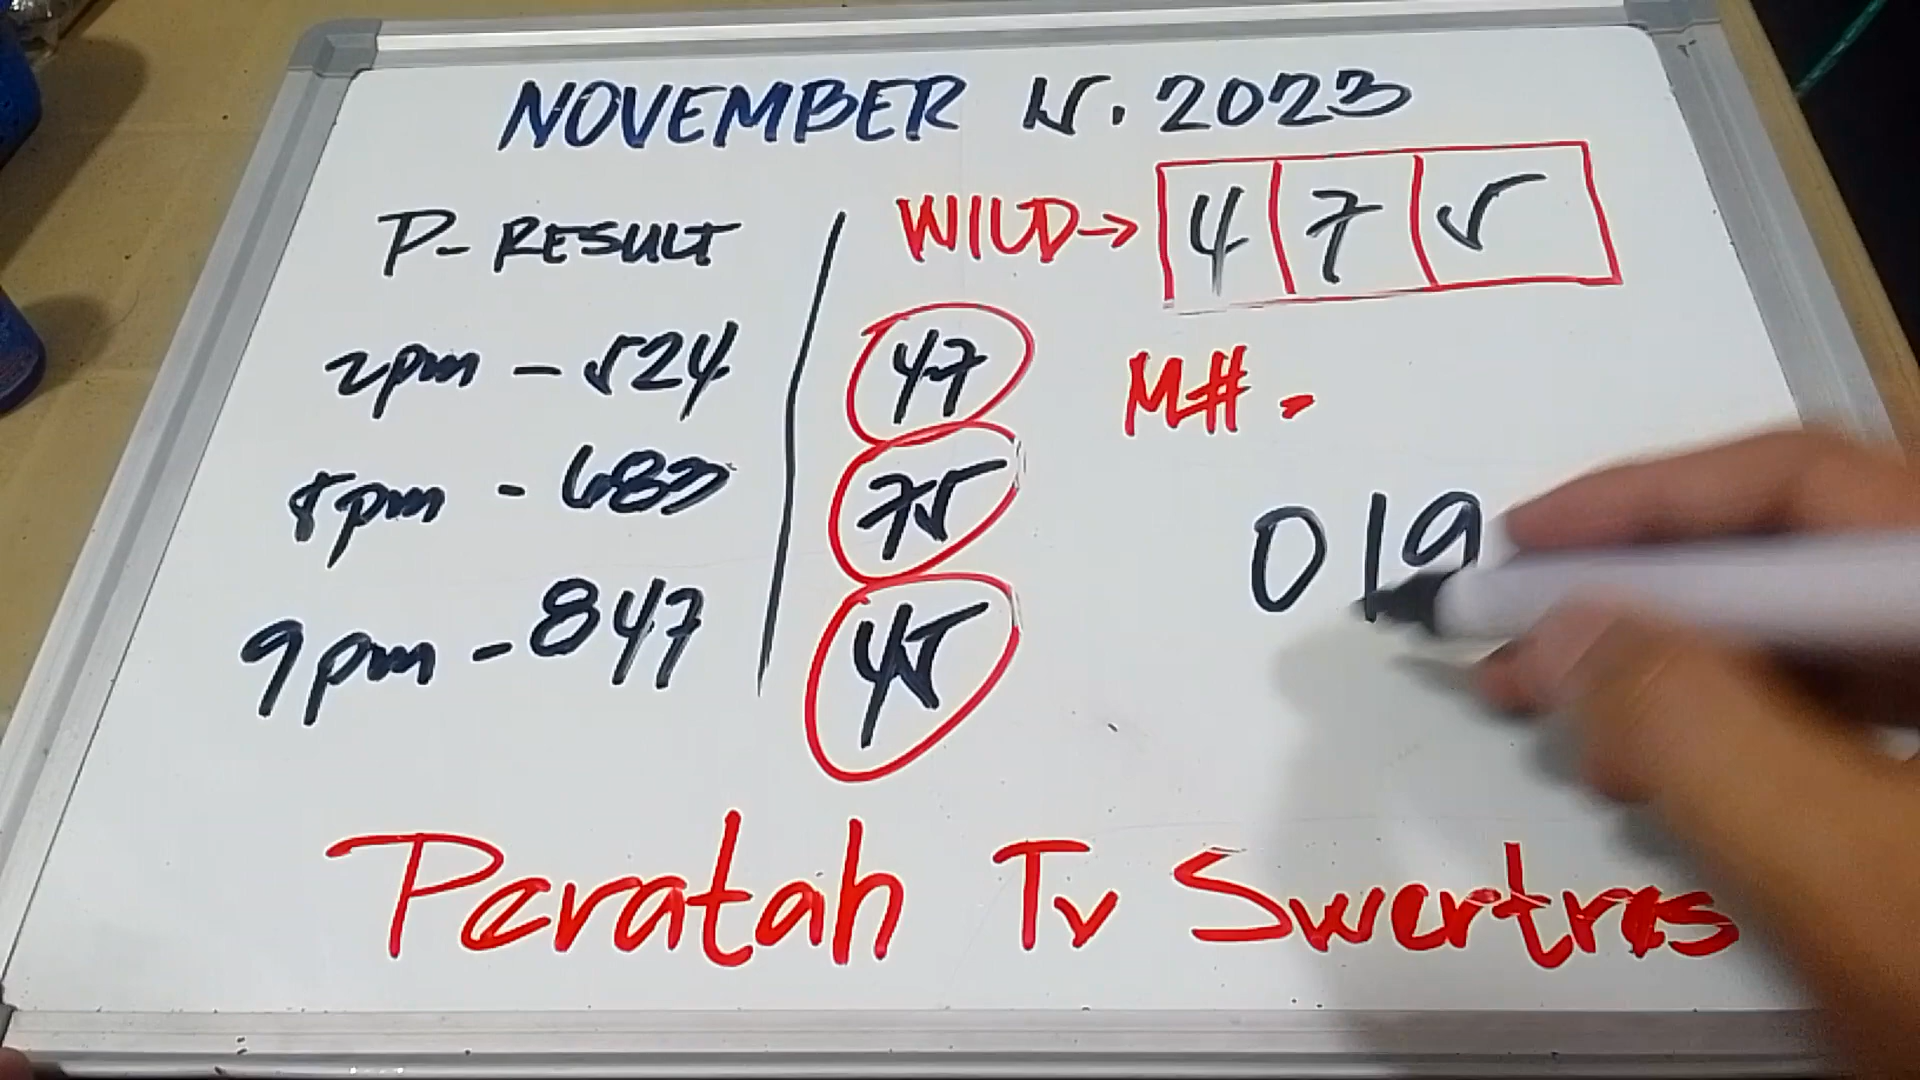 NOVEMBER 15. 2023
P- RESULT
WILD→ 4 7 5
2pm - 524
47
M# -
5pm - 683
75
019
9pm - 847
45
Peratah Tv Swertres